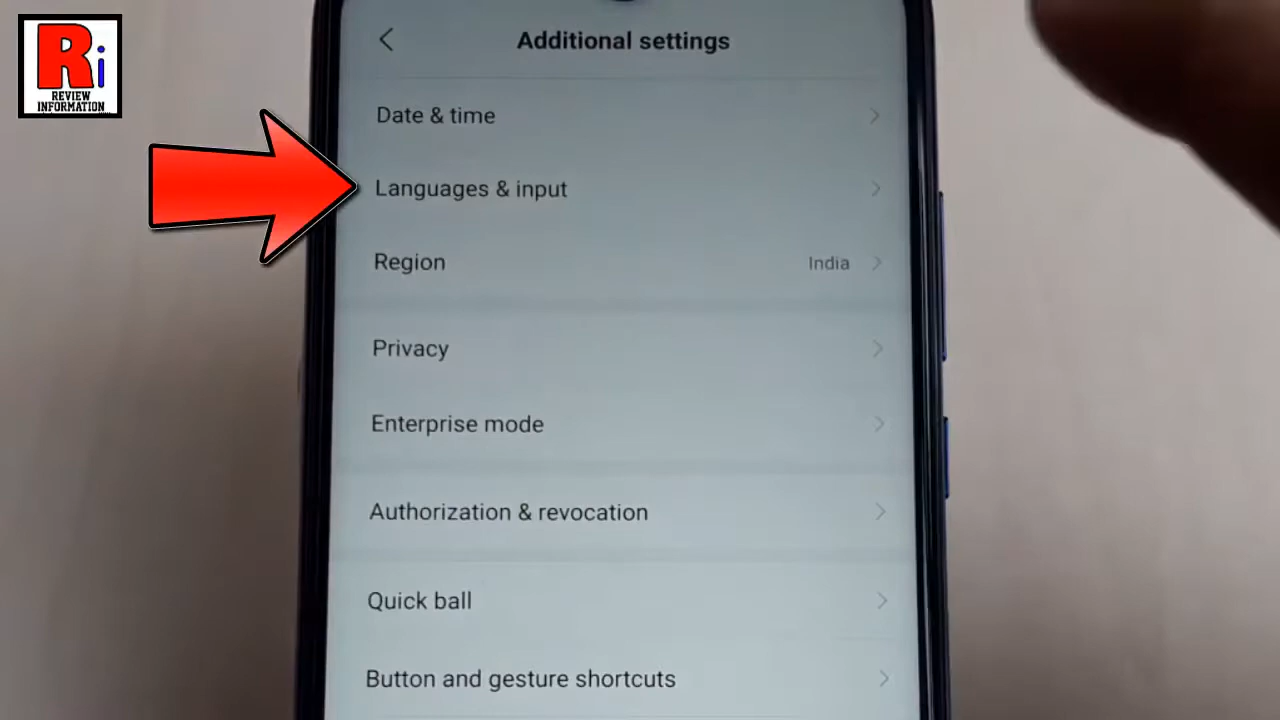 Ri
REVIEW
INFORMATION...
Additional settings
Date & time
Languages & input
Region India
Privacy
Enterprise mode
Authorization & revocation
Quick ball
Button and gesture shortcuts